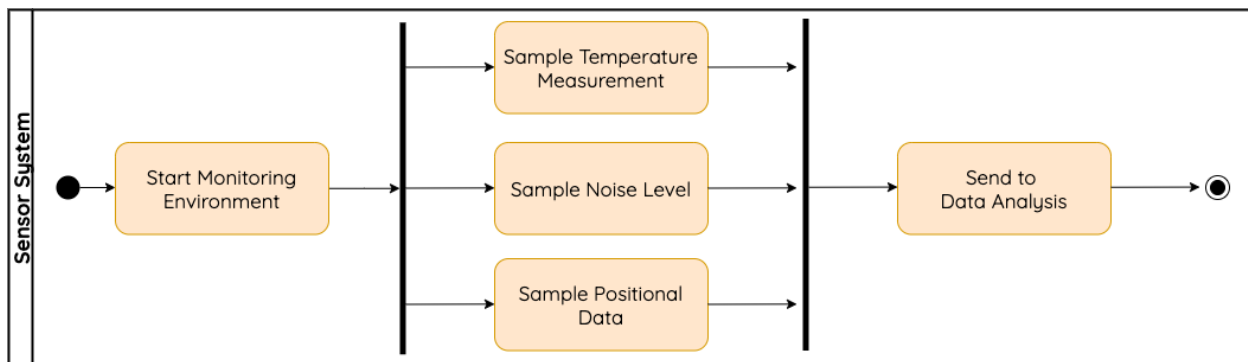 Sensor System
Start Monitoring
Environment
Sample Temperature
Measurement
Sample Noise Level
Sample Positional
Data
Send to
Data Analysis